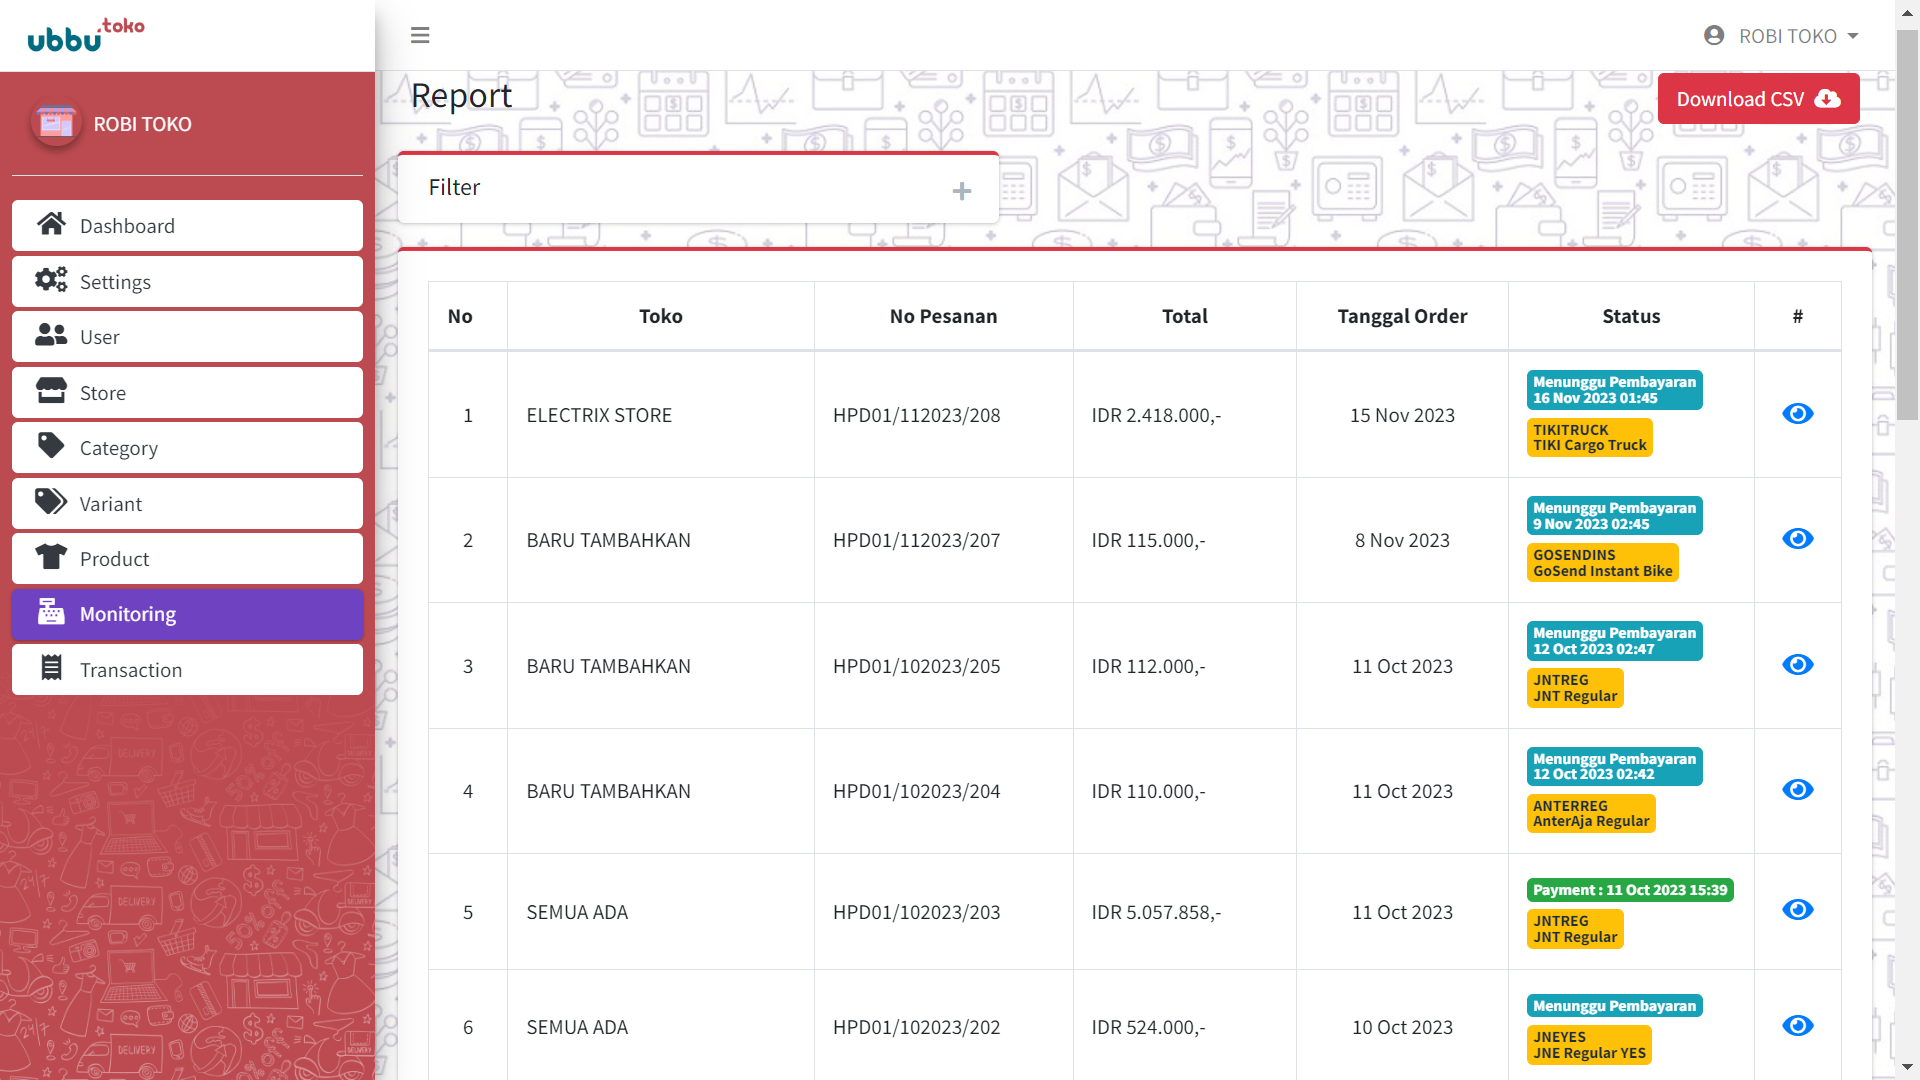 ubbu toko
ROBI TOKO
ROBI TOKO
Dashboard
Settings
User
Store
Category
Variant
Product
Monitoring
Transaction
Report
Download CSV
Filter
No Toko No Pesanan Total Tanggal Order Status #
1 ELECTRIX STORE HPD01/112023/208 IDR 2.418.000,- 15 Nov 2023
Menunggu Pembayaran
16 Nov 2023 01:45
TIKITRUCK
TIKI Cargo Truck
2 BARU TAMBAHKAN HPD01/112023/207 IDR 115.000,- 8 Nov 2023
Menunggu Pembayaran
9 Nov 2023 02:45
GOSENDINS
GoSend Instant Bike
3 BARU TAMBAHKAN HPD01/102023/205 IDR 112.000,- 11 Oct 2023
Menunggu Pembayaran
12 Oct 2023 02:47
JNTREG
JNT Regular
4 BARU TAMBAHKAN HPD01/102023/204 IDR 110.000,- 11 Oct 2023
Menunggu Pembayaran
12 Oct 2023 02:42
ANTERREG
AnterAja Regular
5 SEMUA ADA HPD01/102023/203 IDR 5.057.858,- 11 Oct 2023
Payment : 11 Oct 2023 15:39
JNTREG
JNT Regular
6 SEMUA ADA HPD01/102023/202 IDR 524.000,- 10 Oct 2023
Menunggu Pembayaran
JNEYES
JNE Regular YES